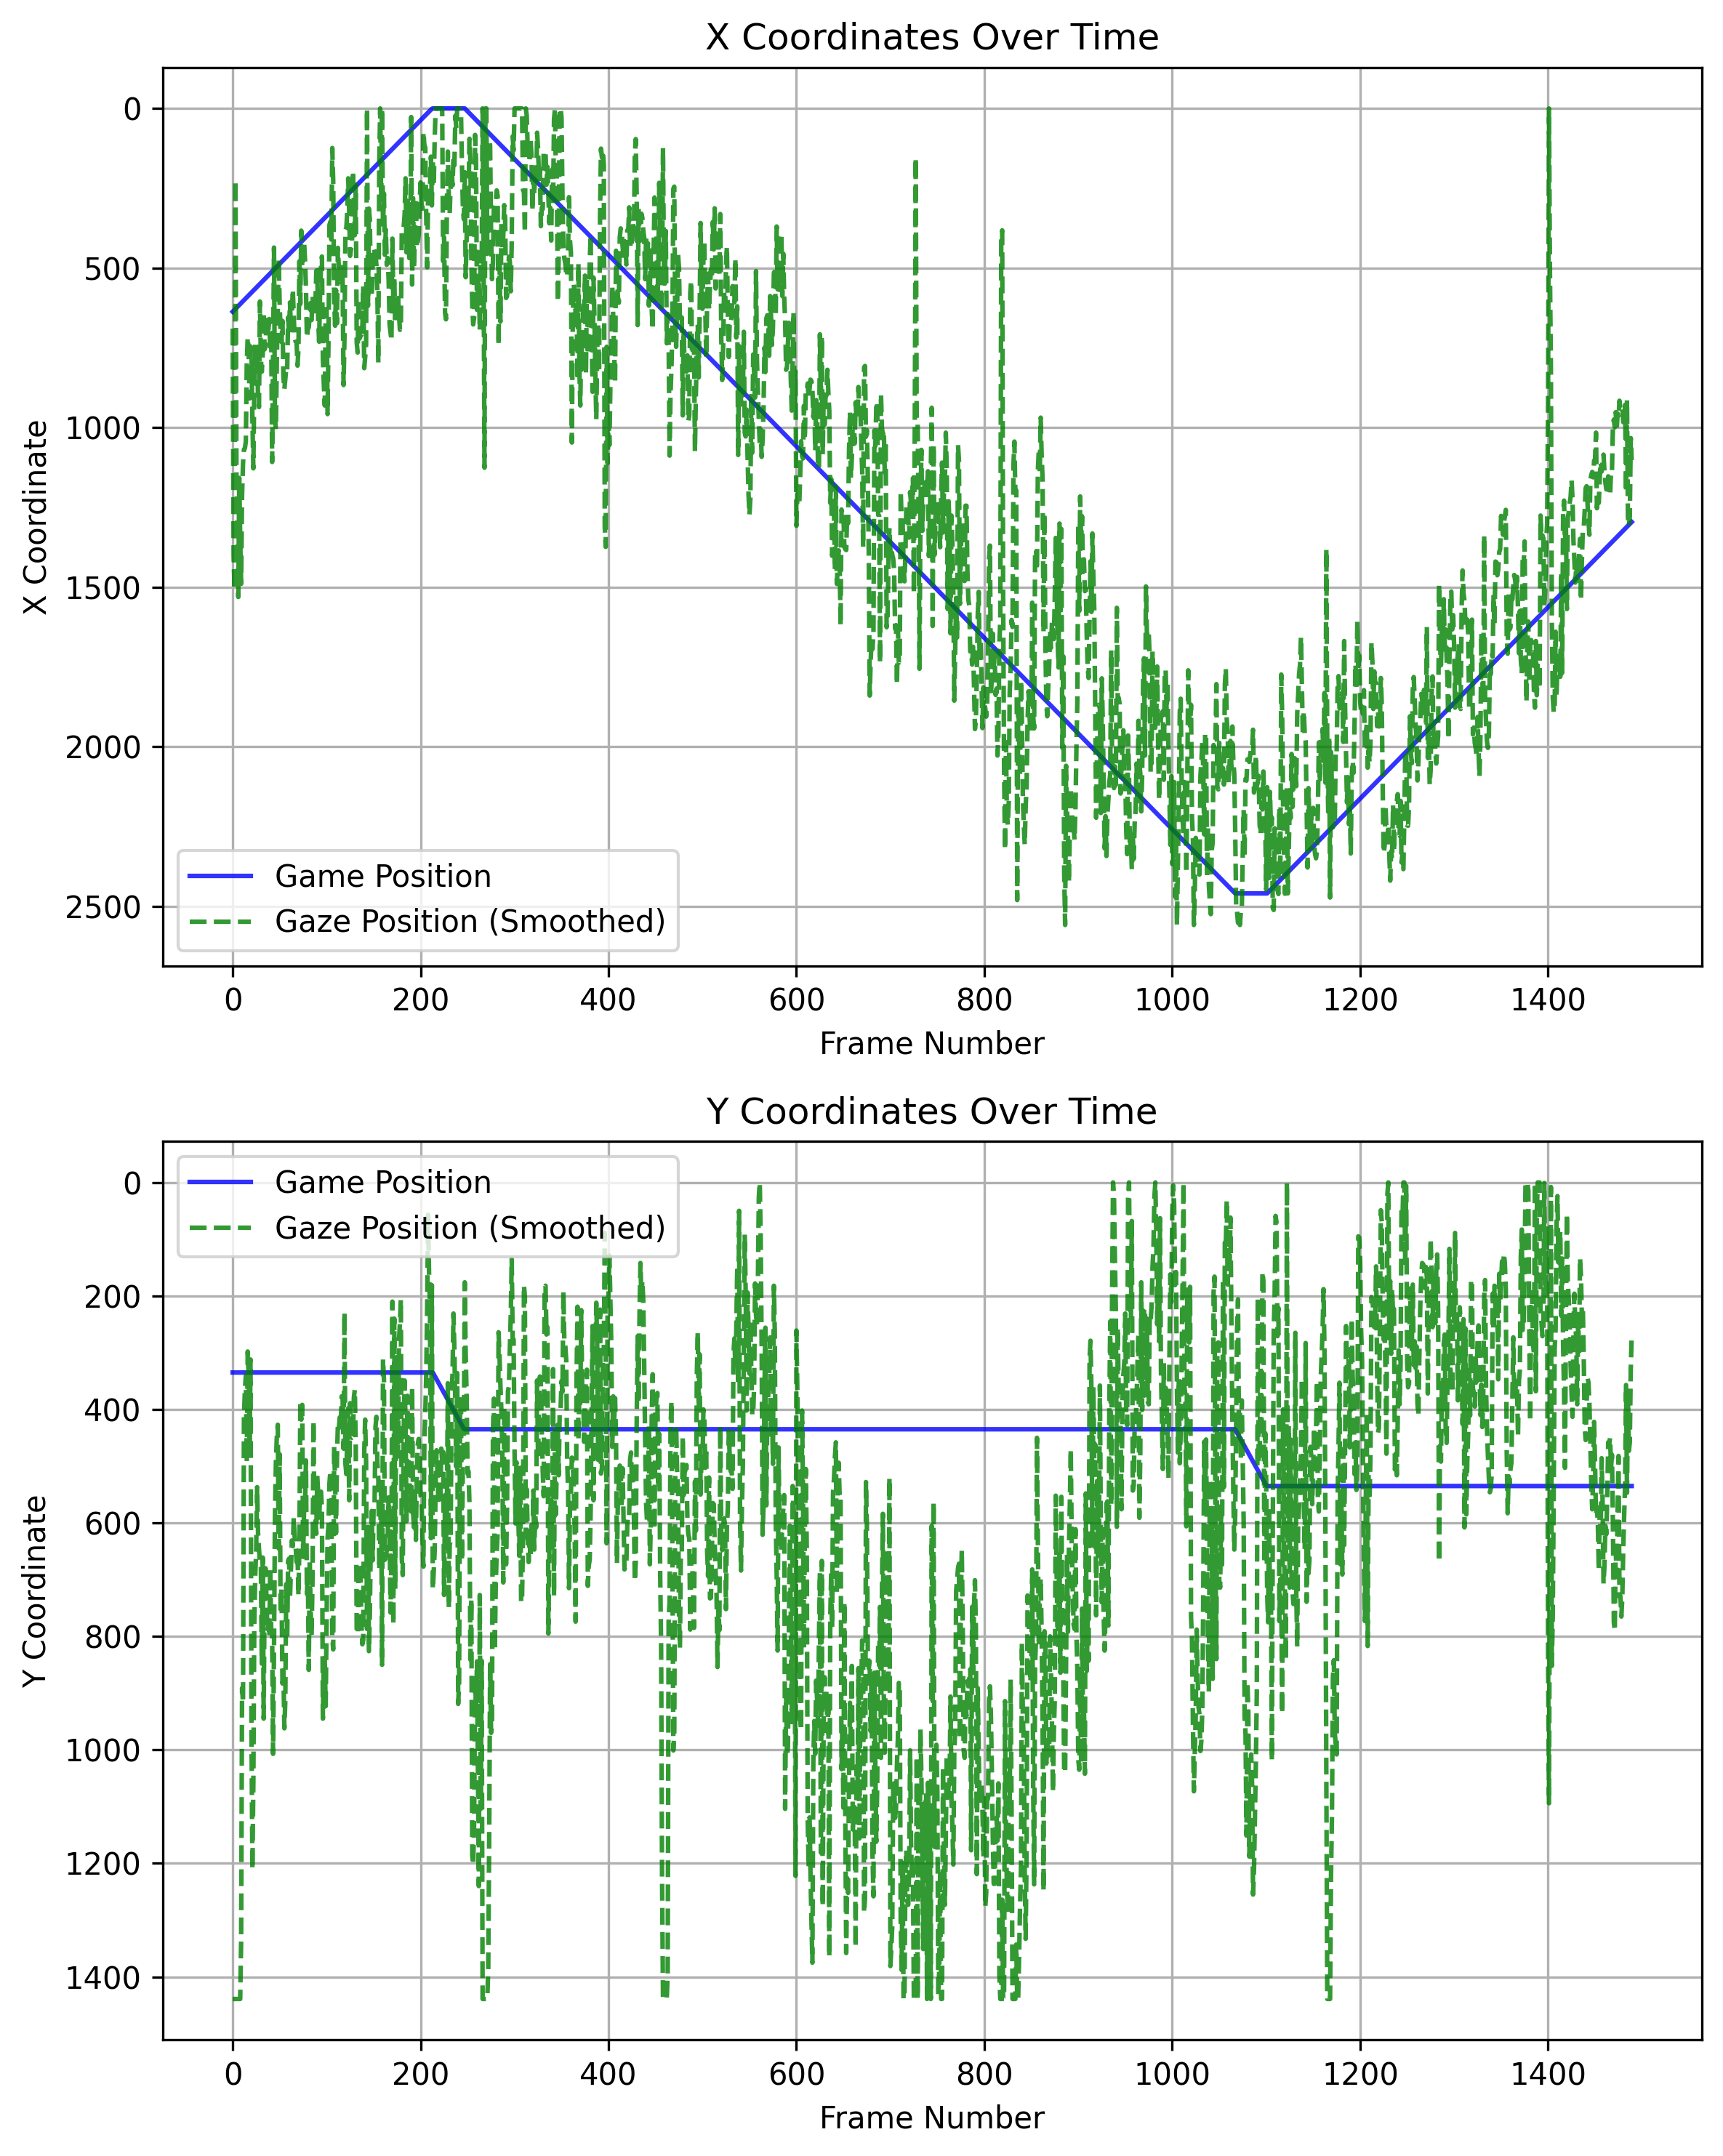 X Coordinates Over Time
X Coordinate
0
500
1000
1500
2000
2500
Game Position
Gaze Position (Smoothed)
0 200 400 600 800 1000 1200 1400
Frame Number
Y Coordinates Over Time
Y Coordinate
Game Position
Gaze Position (Smoothed)
0
200
400
600
800
1000
1200
1400
0 200 400 600 800 1000 1200 1400
Frame Number